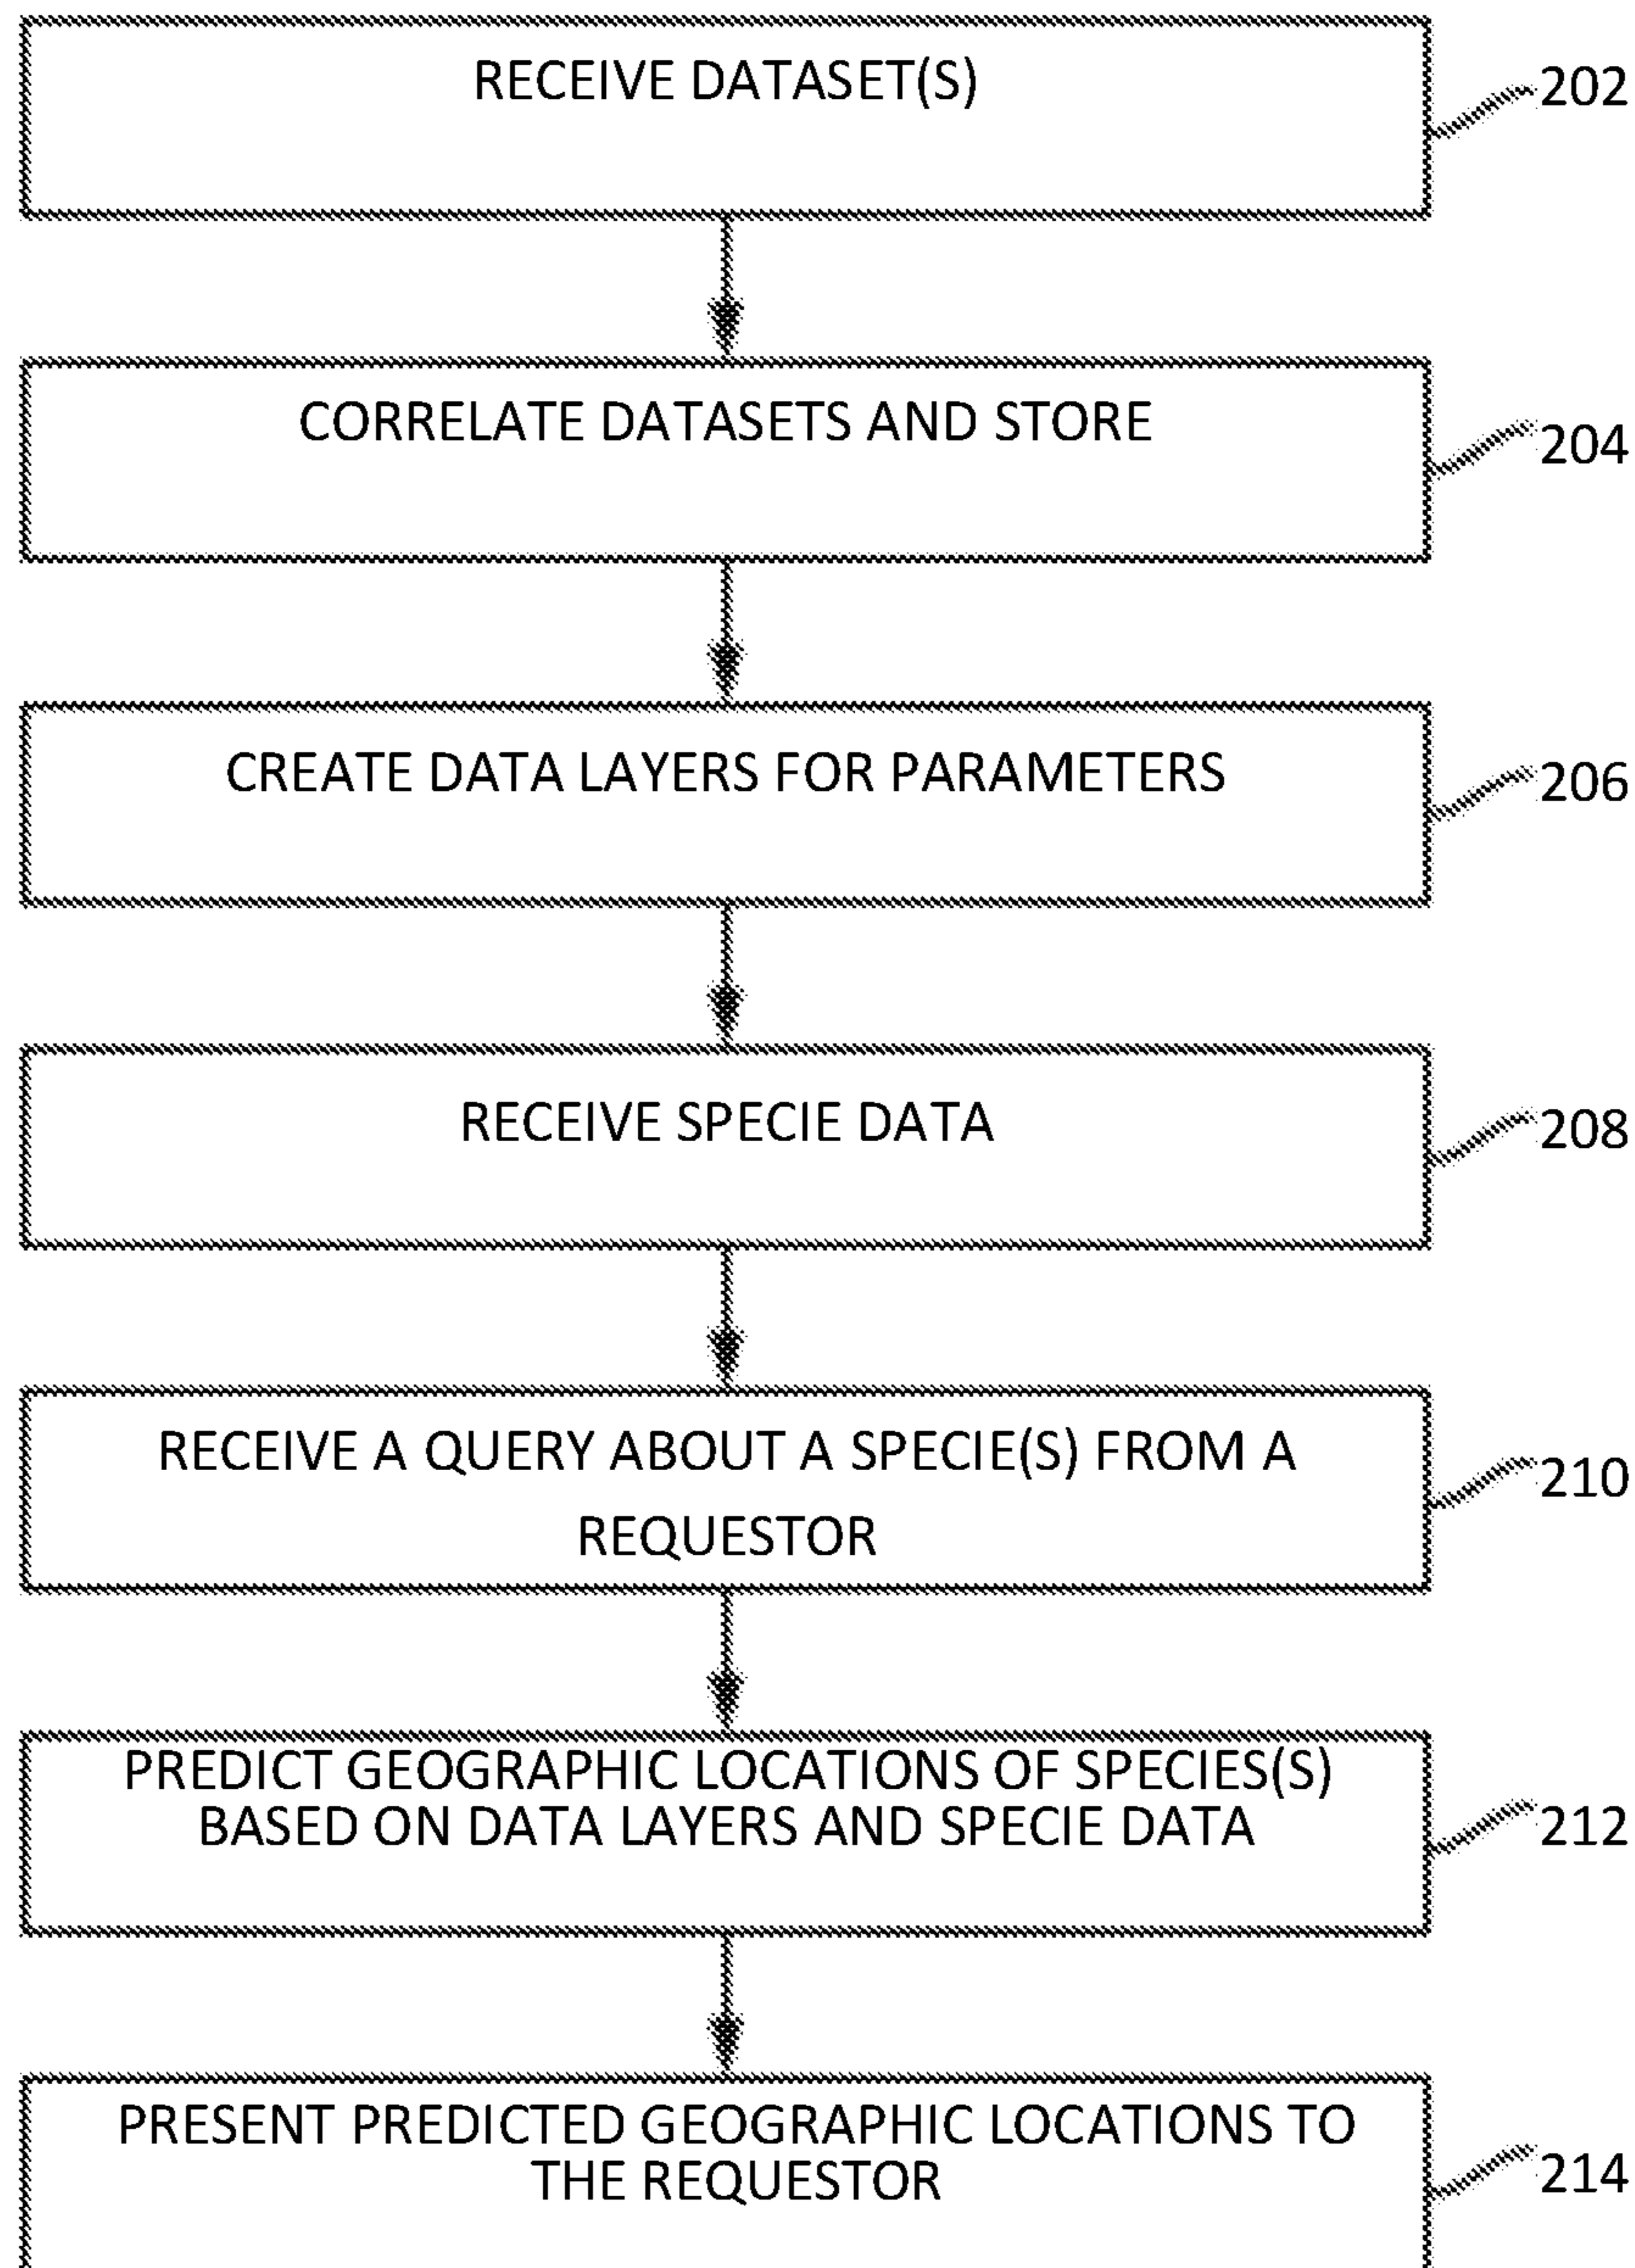 RECEIVE DATASET(S)
202
CORRELATE DATASETS AND STORE
204
CREATE DATA LAYERS FOR PARAMETERS
206
RECEIVE SPECIE DATA
208
RECEIVE A QUERY ABOUT A SPECIE(S) FROM A
REQUESTOR
210
PREDICT GEOGRAPHIC LOCATIONS OF SPECIES(S)
BASED ON DATA LAYERS AND SPECIE DATA
212
PRESENT PREDICTED GEOGRAPHIC LOCATIONS TO
THE REQUESTOR
214